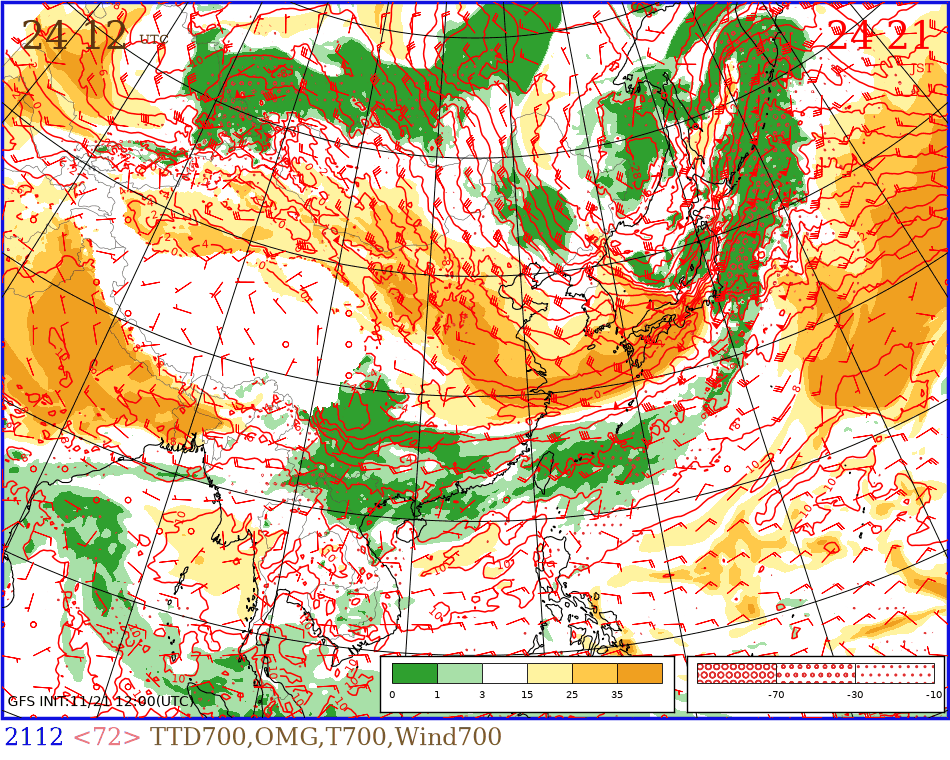 24 12 UTC
24 21
JST
0 1 3 15 25 35
-70 -30 -10
GFS INIT:11/21 12:00(UTC)
2112 <72> TTD700,OMG,T700,Wind700